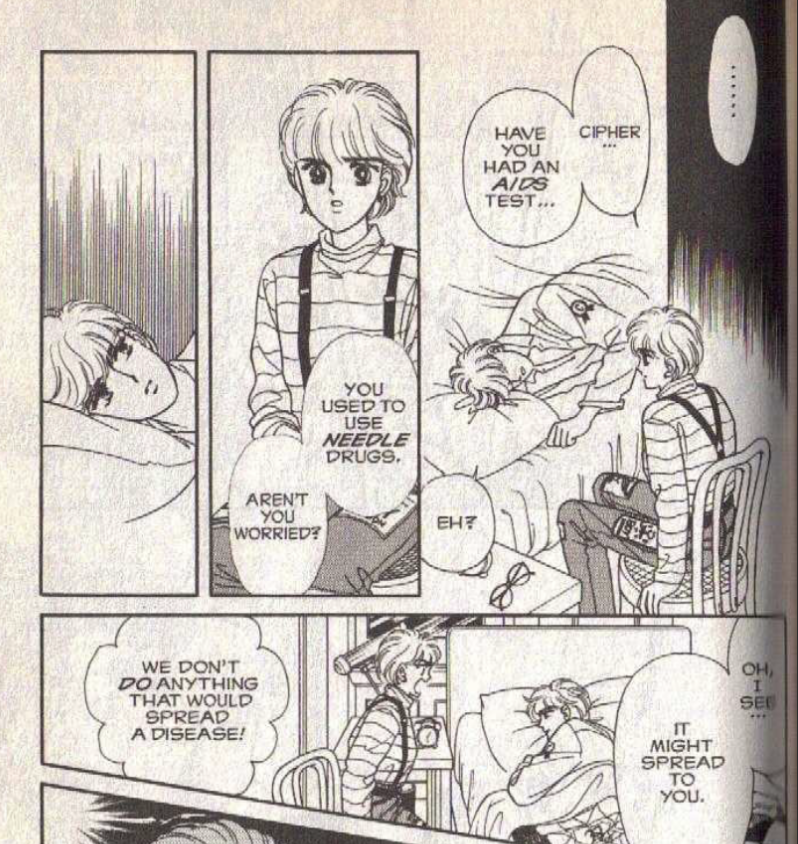 ......
CIPHER
...
HAVE
YOU
HAD AN
AIDS
TEST...
EH?
YOU
USED TO
USE
NEEDLE
DRUGS.
AREN'T
YOU
WORRIED?
OH,
I
SEE
...
IT
MIGHT
SPREAD
TO
YOU.
WE DON'T
DO ANYTHING
THAT WOULD
SPREAD
A DISEASE!